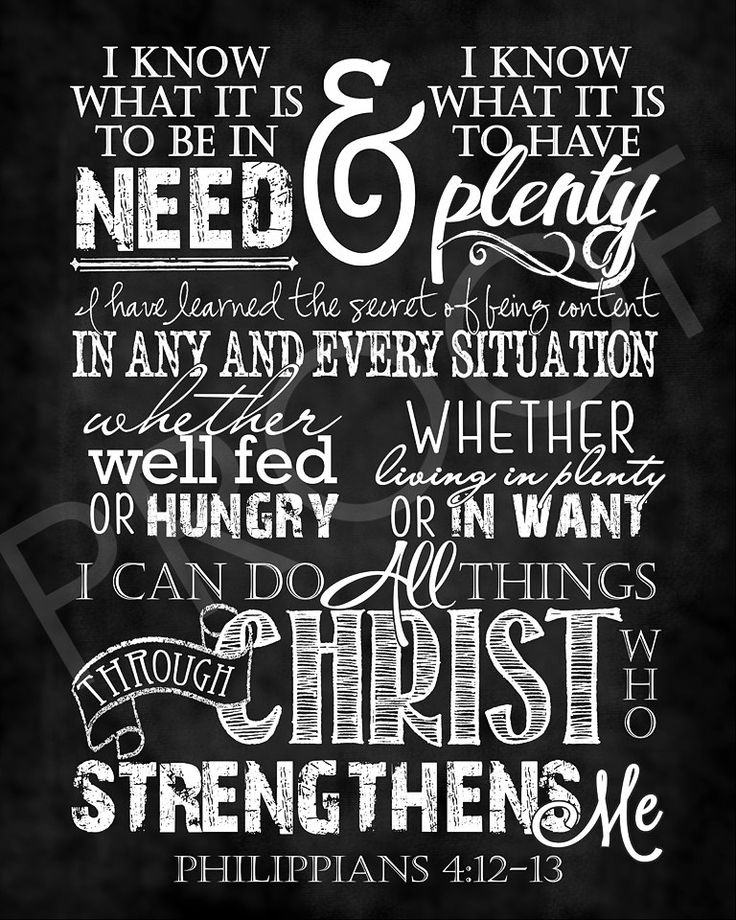 I KNOW
WHAT IT IS
TO BE IN
NEED
&
I KNOW
WHAT IT IS
TO HAVE
plenty
I have learned the secret of being content
IN ANY AND EVERY SITUATION
whether
well fed
OR HUNGRY
WHETHER
living in plenty
OR IN WANT
I CAN DO All THINGS
THROUGH CHRIST WHO
STRENGTHENS Me
PHILIPPIANS 4:12-13
PROOF